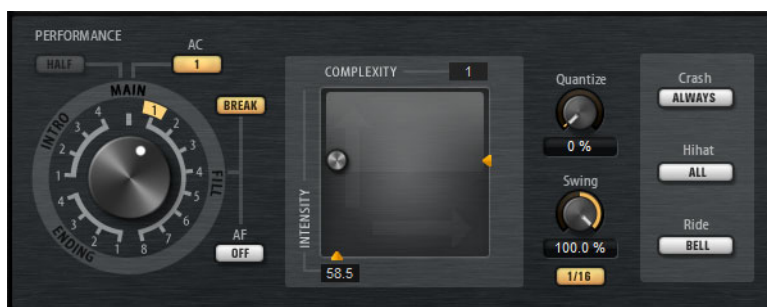 PERFORMANCE
AC
HALF
1
MAIN
BREAK
INTRO
1
2
3
4
FILL
1
2
3
4
5
6
7
8
ENDING
1
2
3
4
AF
OFF
COMPLEXITY
1
INTENSITY
58.5
Quantize
0 %
Swing
100.0 %
1/16
Crash
ALWAYS
Hihat
ALL
Ride
BELL